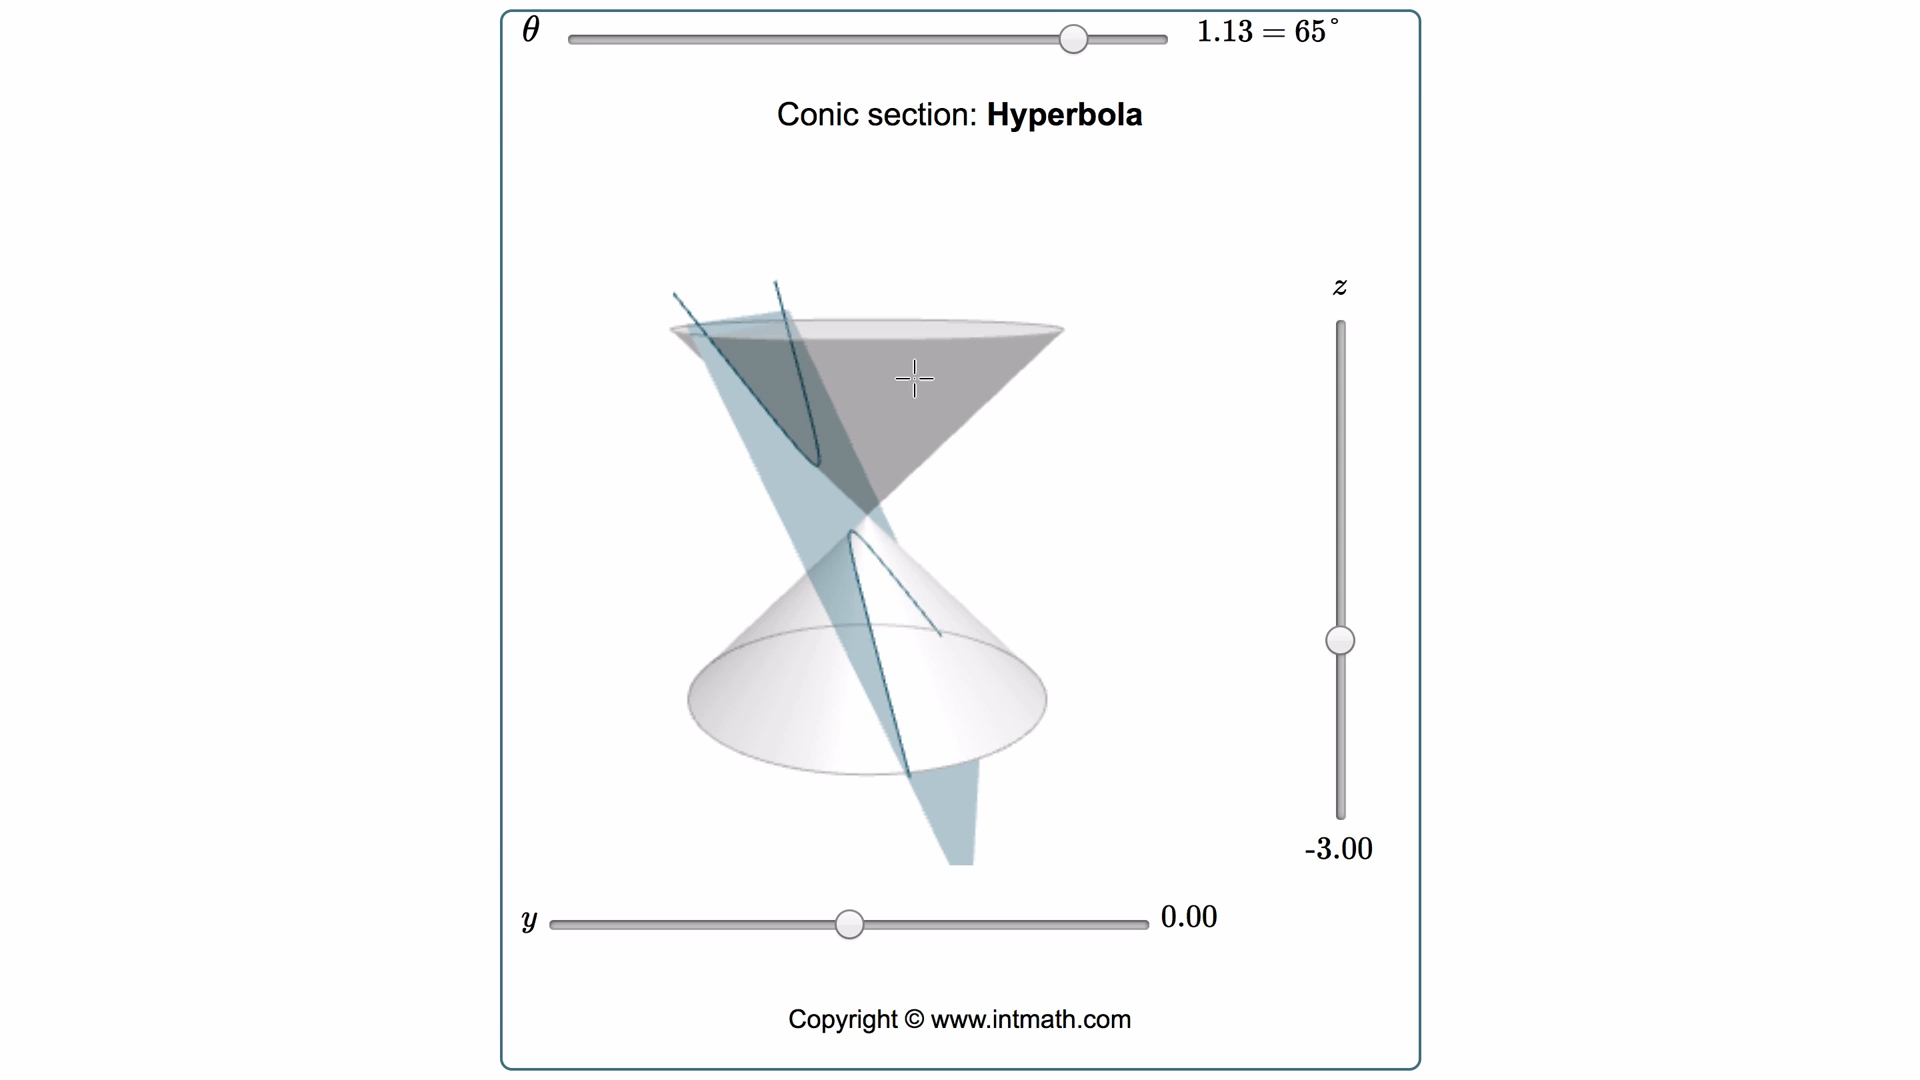 θ 1.13 = 65°
Conic section: Hyperbola
z
-3.00
y 0.00
Copyright © www.intmath.com